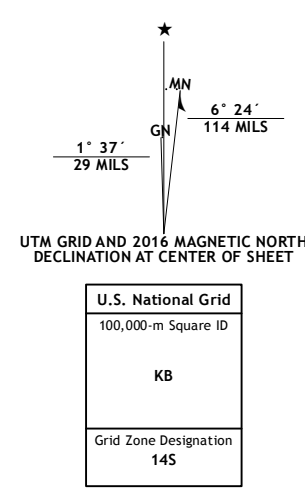 ★
MN
GN
6° 24´
114 MILS
1° 37´
29 MILS
UTM GRID AND 2016 MAGNETIC NORTH
DECLINATION AT CENTER OF SHEET
U.S. National Grid
100,000-m Square ID
KB
Grid Zone Designation
14S